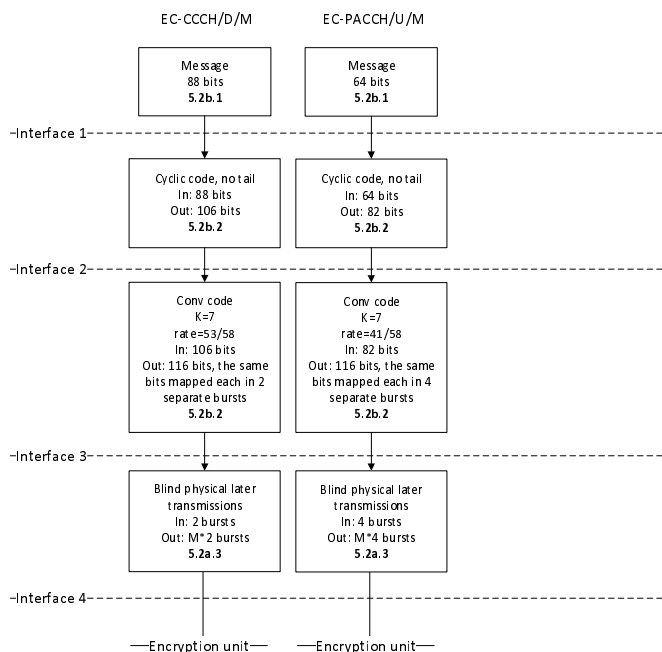 EC-CCCH/D/M
EC-PACCH/U/M
Message
88 bits
5.2b.1
Message
64 bits
5.2b.1
Interface 1
Cyclic code, no tail
In: 88 bits
Out: 106 bits
5.2b.2
Cyclic code, no tail
In: 64 bits
Out: 82 bits
5.2b.2
Interface 2
Conv code
K=7
rate=53/58
In: 106 bits
Out: 116 bits, the same
bits mapped each in 2
separate bursts
5.2b.2
Conv code
K=7
rate=41/58
In: 82 bits
Out: 116 bits, the same
bits mapped each in 4
separate bursts
5.2b.2
Interface 3
Blind physical later
transmissions
In: 2 bursts
Out: M*2 bursts
5.2a.3
Blind physical later
transmissions
In: 4 bursts
Out: M*4 bursts
5.2a.3
Interface 4
Encryption unit
Encryption unit